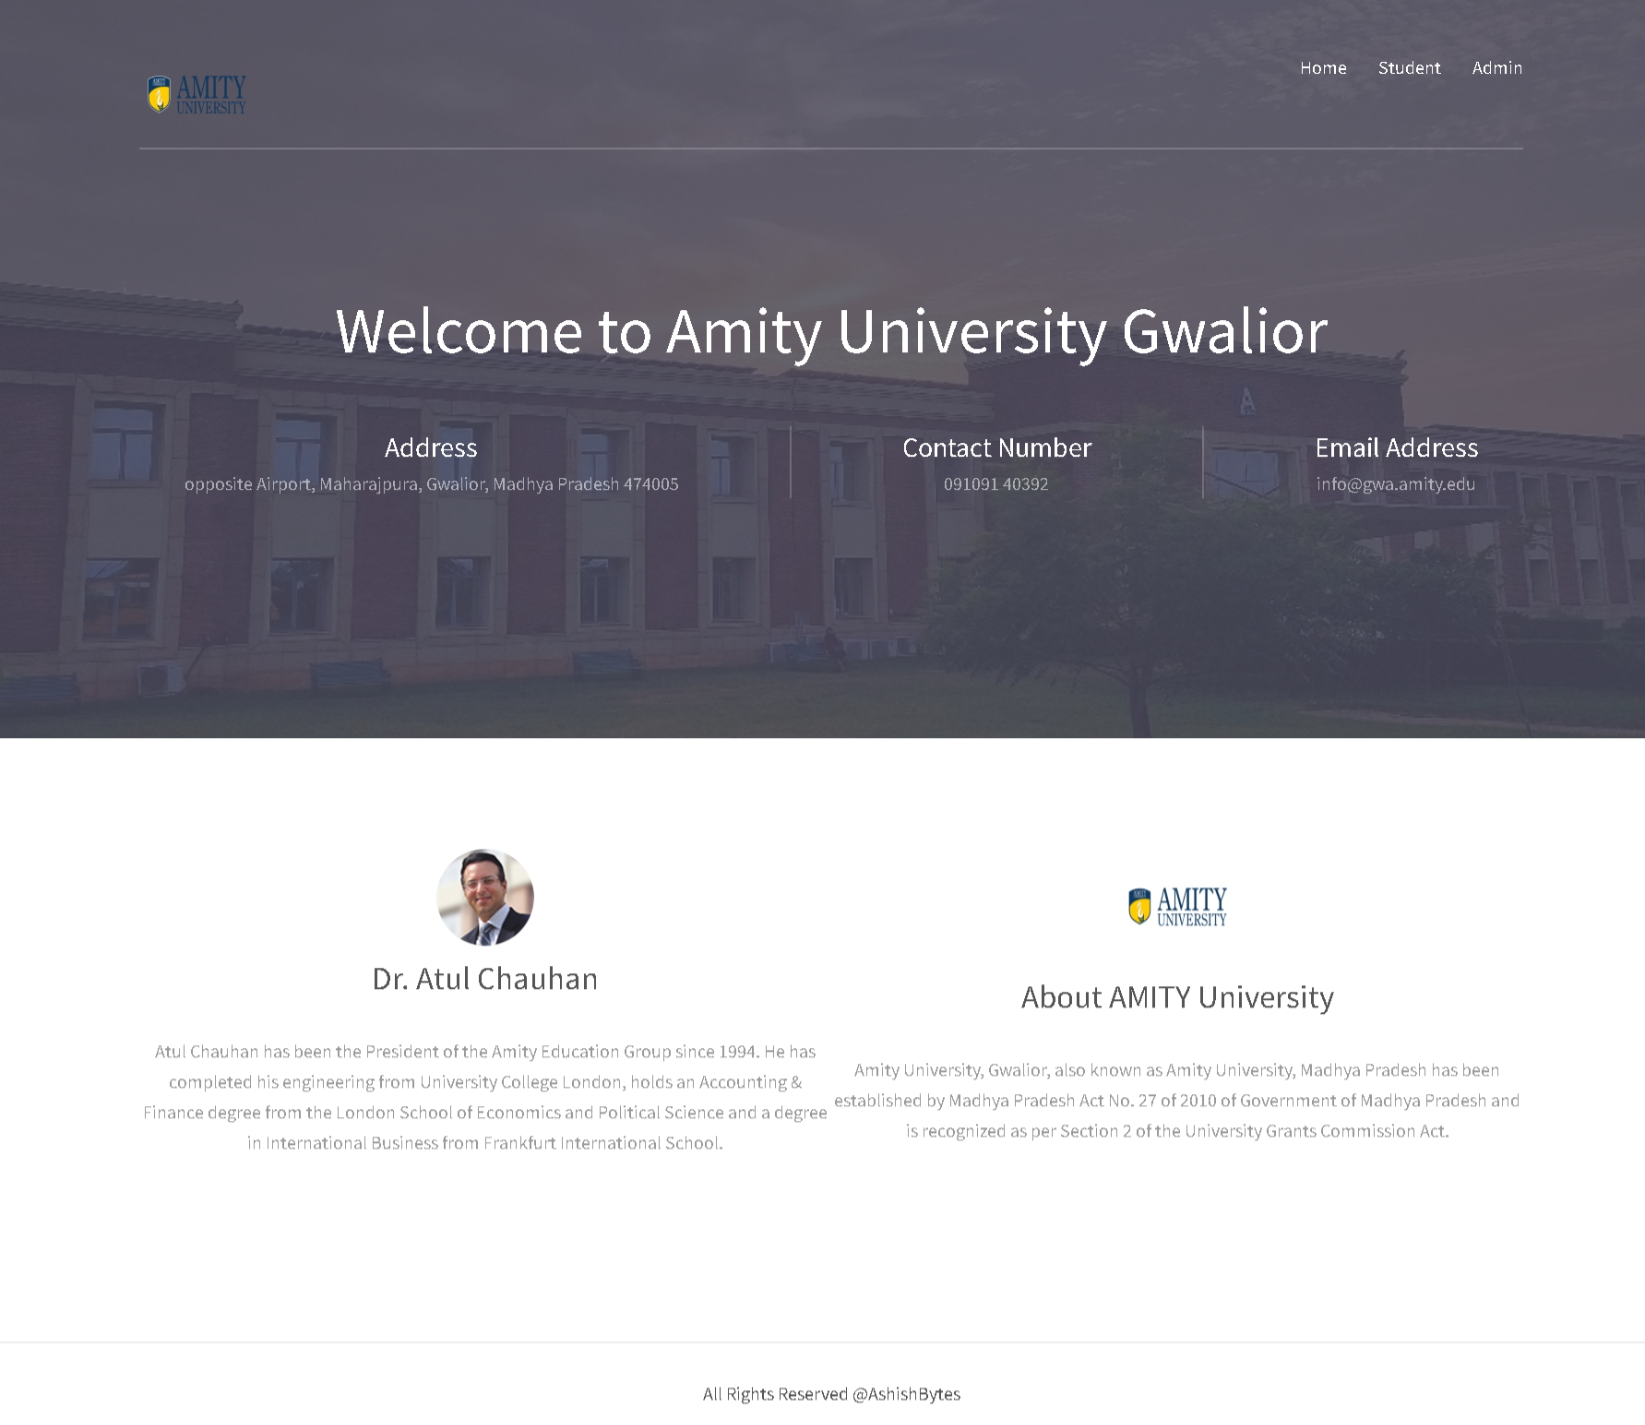 AMITY
UNIVERSITY
Home Student Admin
Welcome to Amity University Gwalior
Address
opposite Airport, Maharajpura, Gwalior, Madhya Pradesh 474005
Contact Number
091091 40392
Email Address
info@gwa.amity.edu
A
Dr. Atul Chauhan
Atul Chauhan has been the President of the Amity Education Group since 1994. He has
completed his engineering from University College London, holds an Accounting &
Finance degree from the London School of Economics and Political Science and a degree
in International Business from Frankfurt International School.
AMITY
UNIVERSITY
About AMITY University
Amity University, Gwalior, also known as Amity University, Madhya Pradesh has been
established by Madhya Pradesh Act No. 27 of 2010 of Government of Madhya Pradesh and
is recognized as per Section 2 of the University Grants Commission Act.
All Rights Reserved @AshishBytes